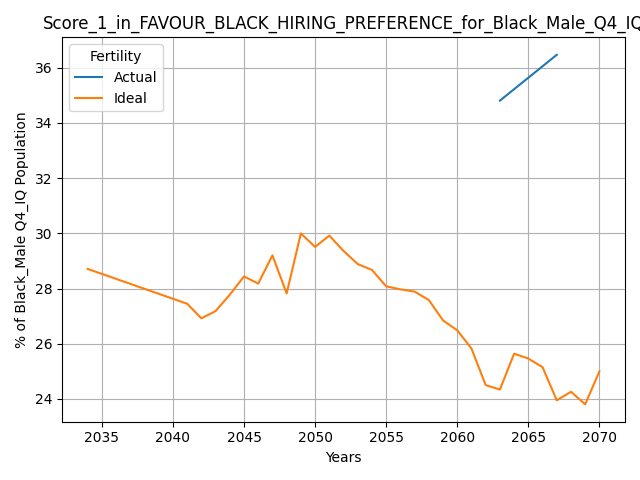 Score_1_in_FAVOUR_BLACK_HIRING_PREFERENCE_for_Black_Male_Q4_IQ
Fertility
Actual
Ideal
% of Black_Male Q4_IQ Population
36
34
32
30
28
26
24
2035 2040 2045 2050 2055 2060 2065 2070
Years